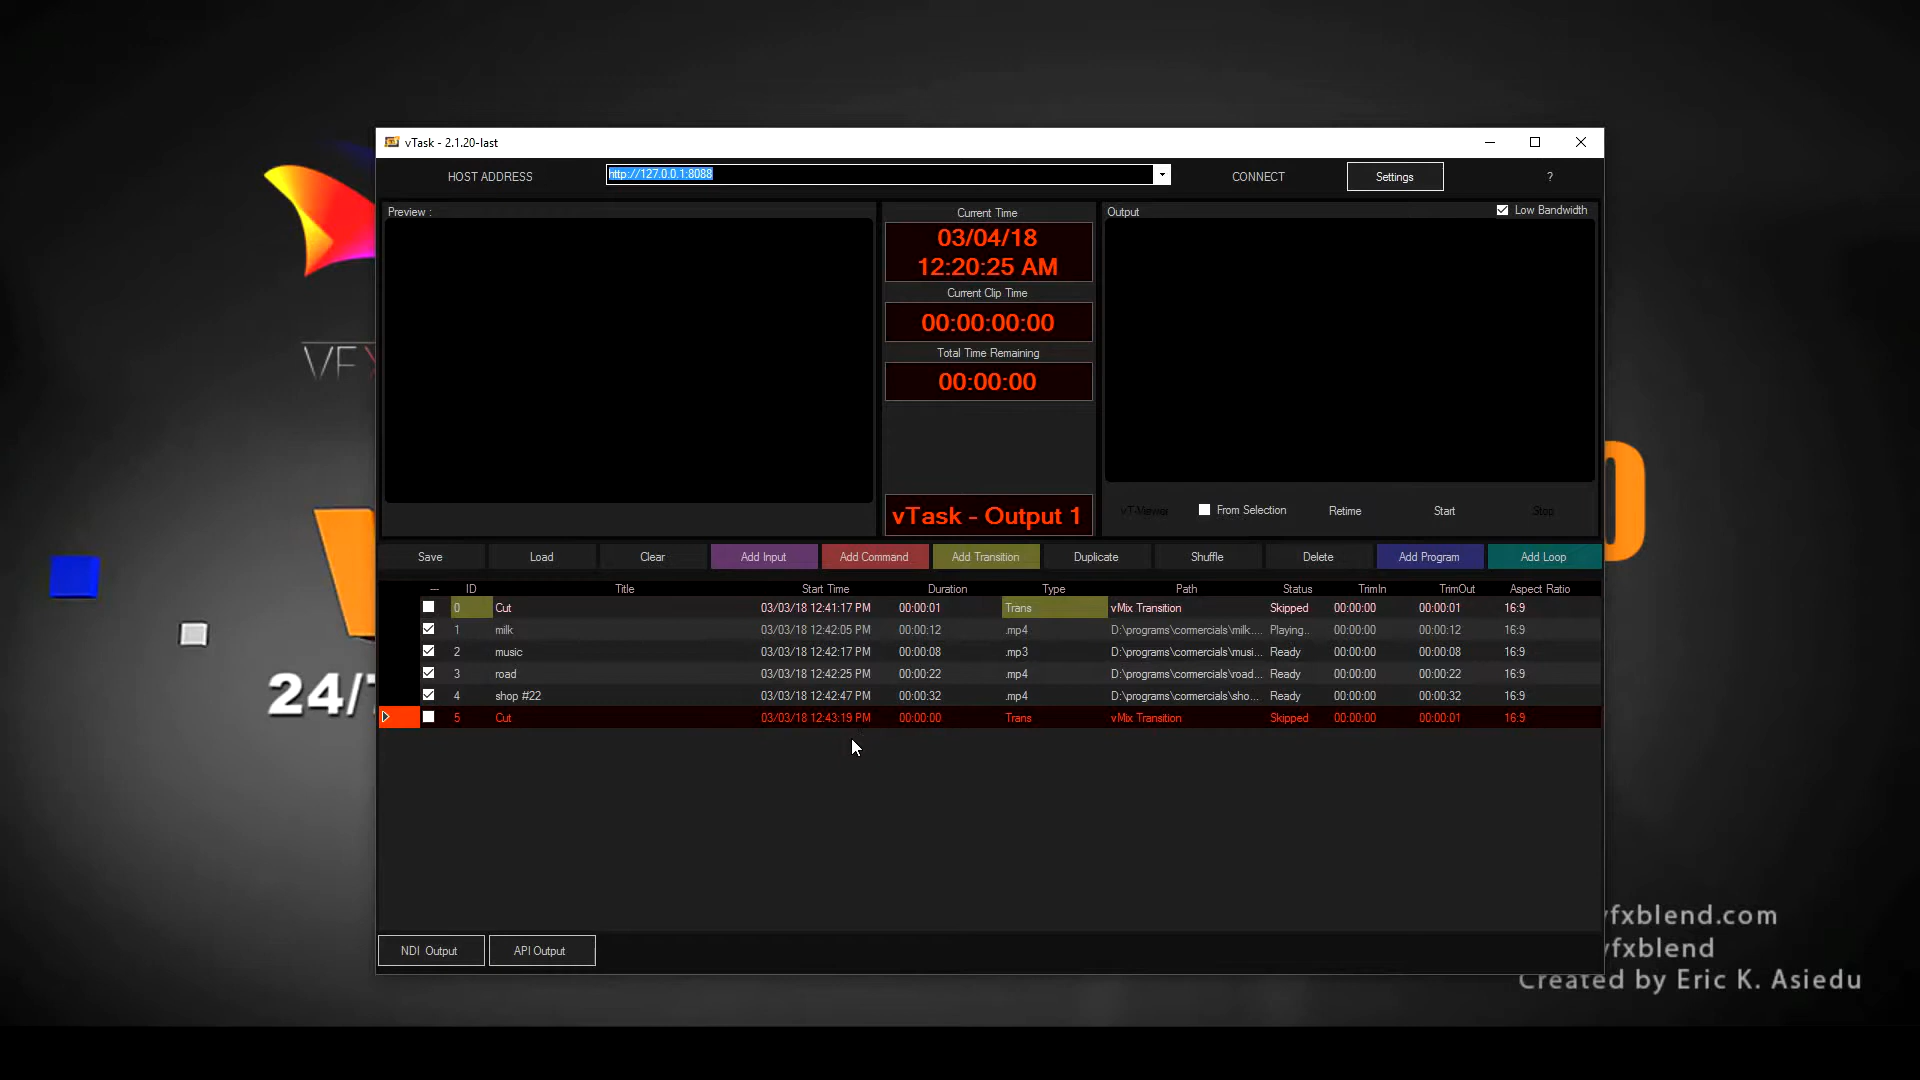 vTask - 2.1.20-last
HOST ADDRESS http://127.0.0.1:8088 CONNECT Settings ?
Preview : Current Time Output Low Bandwidth
03/04/18
12:20:25 AM
Current Clip Time
00:00:00:00
Total Time Remaining
00:00:00
VFX
vTask - Output 1 vT-Viewer From Selection Retime Start Stop
Save Load Clear Add Input Add Command Add Transition Duplicate Shuffle Delete Add Program Add Loop
--- ID Title Start Time Duration Type Path Status TrimIn TrimOut Aspect Ratio
0 Cut 03/03/18 12:41:17 PM 00:00:01 Trans vMix Transition Skipped 00:00:00 00:00:01 16:9
1 milk 03/03/18 12:42:05 PM 00:00:12 .mp4 D:\programs\comercials\milk.... Playing.. 00:00:00 00:00:12 16:9
2 music 03/03/18 12:42:17 PM 00:00:08 .mp3 D:\programs\comercials\musi... Ready 00:00:00 00:00:08 16:9
3 road 03/03/18 12:42:25 PM 00:00:22 .mp4 D:\programs\comercials\road... Ready 00:00:00 00:00:22 16:9
4 shop #22 03/03/18 12:42:47 PM 00:00:32 .mp4 D:\programs\comercials\sho... Ready 00:00:00 00:00:32 16:9
5 Cut 03/03/18 12:43:19 PM 00:00:00 Trans vMix Transition Skipped 00:00:00 00:00:01 16:9
24/7
NDI Output API Output
vfxblend.com
vfxblend
Created by Eric K. Asiedu